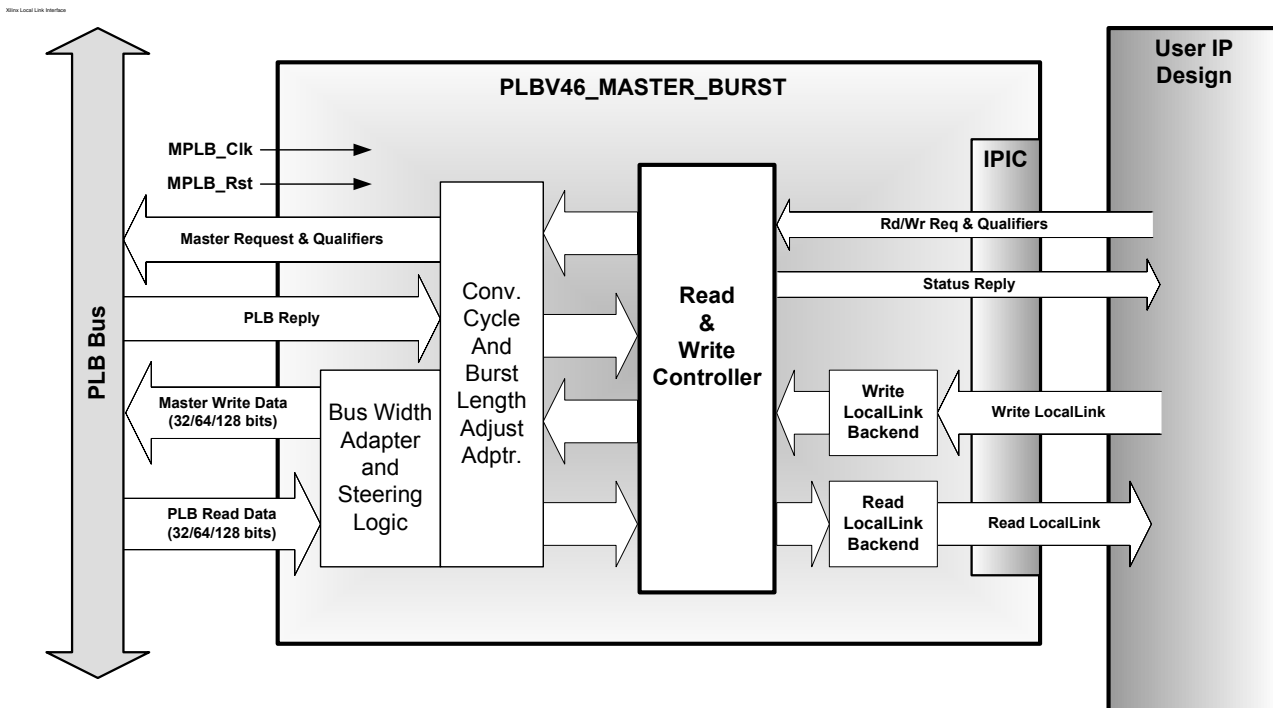 Xilinx Local Link Interface
User IP
Design
PLBV46_MASTER_BURST
MPLB_Clk
MPLB_Rst
IPIC
Master Request & Qualifiers
Rd/Wr Req & Qualifiers
Status Reply
PLB Reply
PLB Bus
Conv.
Cycle
And
Burst
Length
Adjust
Adptr.
Read
&
Write
Controller
Master Write Data
(32/64/128 bits)
Bus Width
Adapter
and
Steering
Logic
Write
LocalLink
Backend
Write LocalLink
PLB Read Data
(32/64/128 bits)
Read
LocalLink
Backend
Read LocalLink